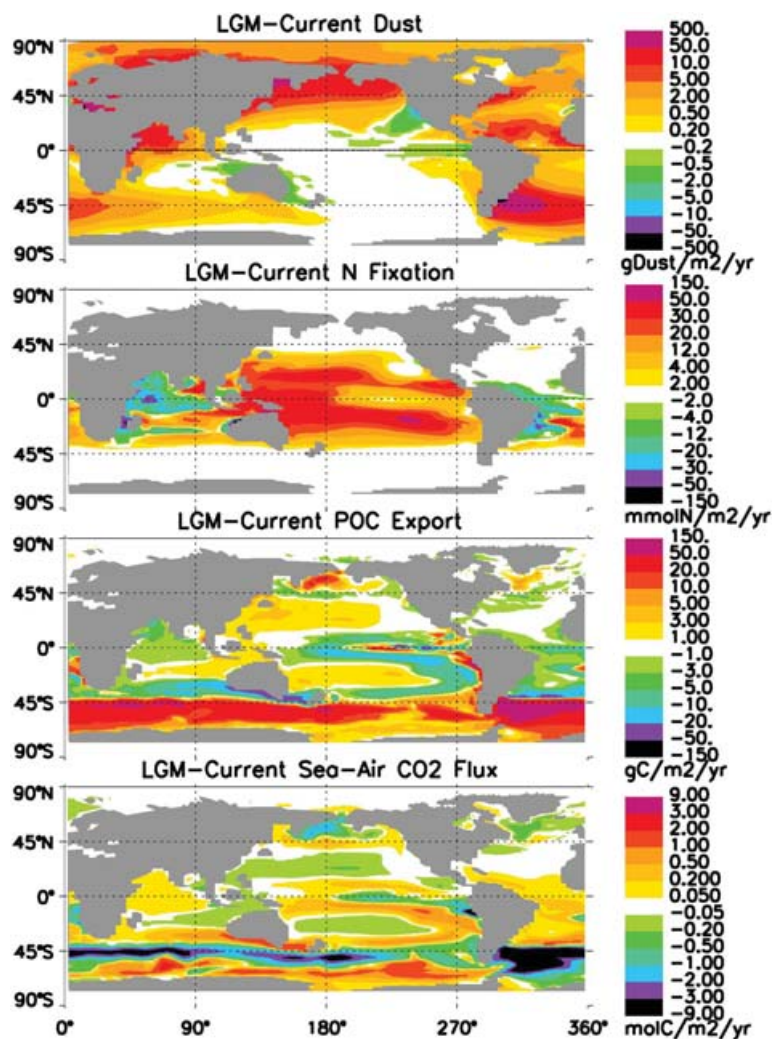 LGM-Current Dust
90°N
45°N
0°
45°S
90°S
500.
50.0
10.0
5.00
2.00
0.50
0.20
-0.2
-0.5
-2.0
-5.0
-10.
-50.
-500
gDust/m2/yr
LGM-Current N Fixation
90°N
45°N
0°
45°S
90°S
150.
50.0
30.0
20.0
12.0
4.00
2.00
-2.0
-4.0
-12.
-20.
-30.
-50.
-150
mmolN/m2/yr
LGM-Current POC Export
90°N
45°N
0°
45°S
90°S
150.
50.0
20.0
10.0
5.00
3.00
1.00
-1.0
-3.0
-5.0
-10.
-20.
-50.
-150
gC/m2/yr
LGM-Current Sea-Air CO2 Flux
90°N
45°N
0°
45°S
90°S
9.00
3.00
2.00
1.00
0.50
0.200
0.050
-0.05
-0.20
-0.50
-1.00
-2.00
-3.00
-9.00
molC/m2/yr
0° 90° 180° 270° 360°